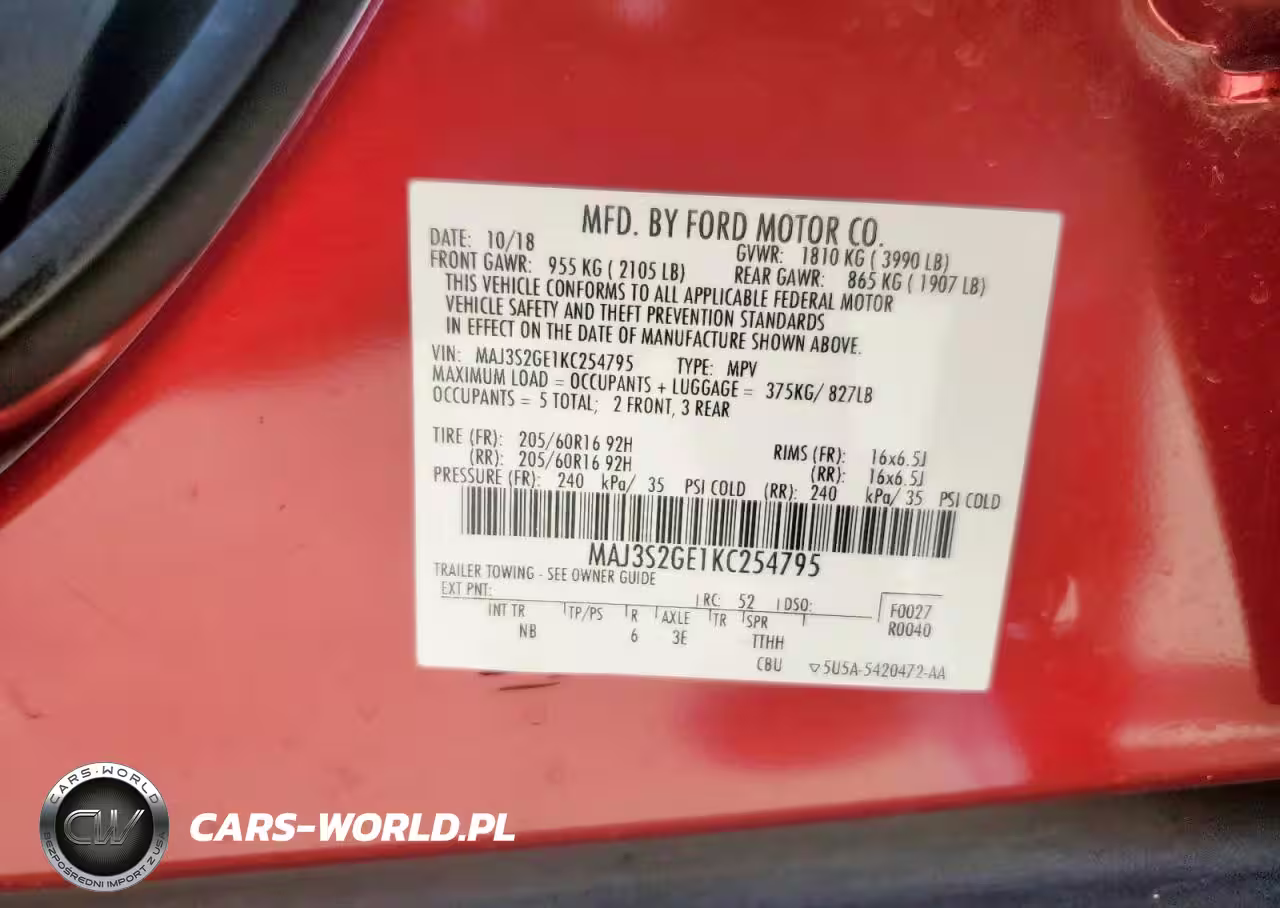 MFD. BY FORD MOTOR CO.
DATE: 10/18 GVWR: 1810 KG ( 3990 LB)
FRONT GAWR: 955 KG ( 2105 LB) REAR GAWR: 865 KG ( 1907 LB)
THIS VEHICLE CONFORMS TO ALL APPLICABLE FEDERAL MOTOR
VEHICLE SAFETY AND THEFT PREVENTION STANDARDS
IN EFFECT ON THE DATE OF MANUFACTURE SHOWN ABOVE.
VIN: MAJ3S2GE1KC254795 TYPE: MPV
MAXIMUM LOAD = OCCUPANTS + LUGGAGE = 375KG/ 827LB
OCCUPANTS = 5 TOTAL; 2 FRONT, 3 REAR
TIRE (FR): 205/60R16 92H RIMS (FR): 16x6.5J
(RR): 205/60R16 92H (RR): 16x6.5J
PRESSURE (FR): 240 kPa/ 35 PSI COLD (RR): 240 kPa/ 35 PSI COLD
MAJ3S2GE1KC254795
TRAILER TOWING - SEE OWNER GUIDE
EXT PNT: RC: 52 DSO: F0027
INT TR TP/PS R AXLE TR SPR R0040
NB 6 3E TTHH
CBU ▽5U5A-5420472-AA
CARS-WORLD
CW
BEZPOŚREDNI IMPORT Z USA
CARS-WORLD.PL